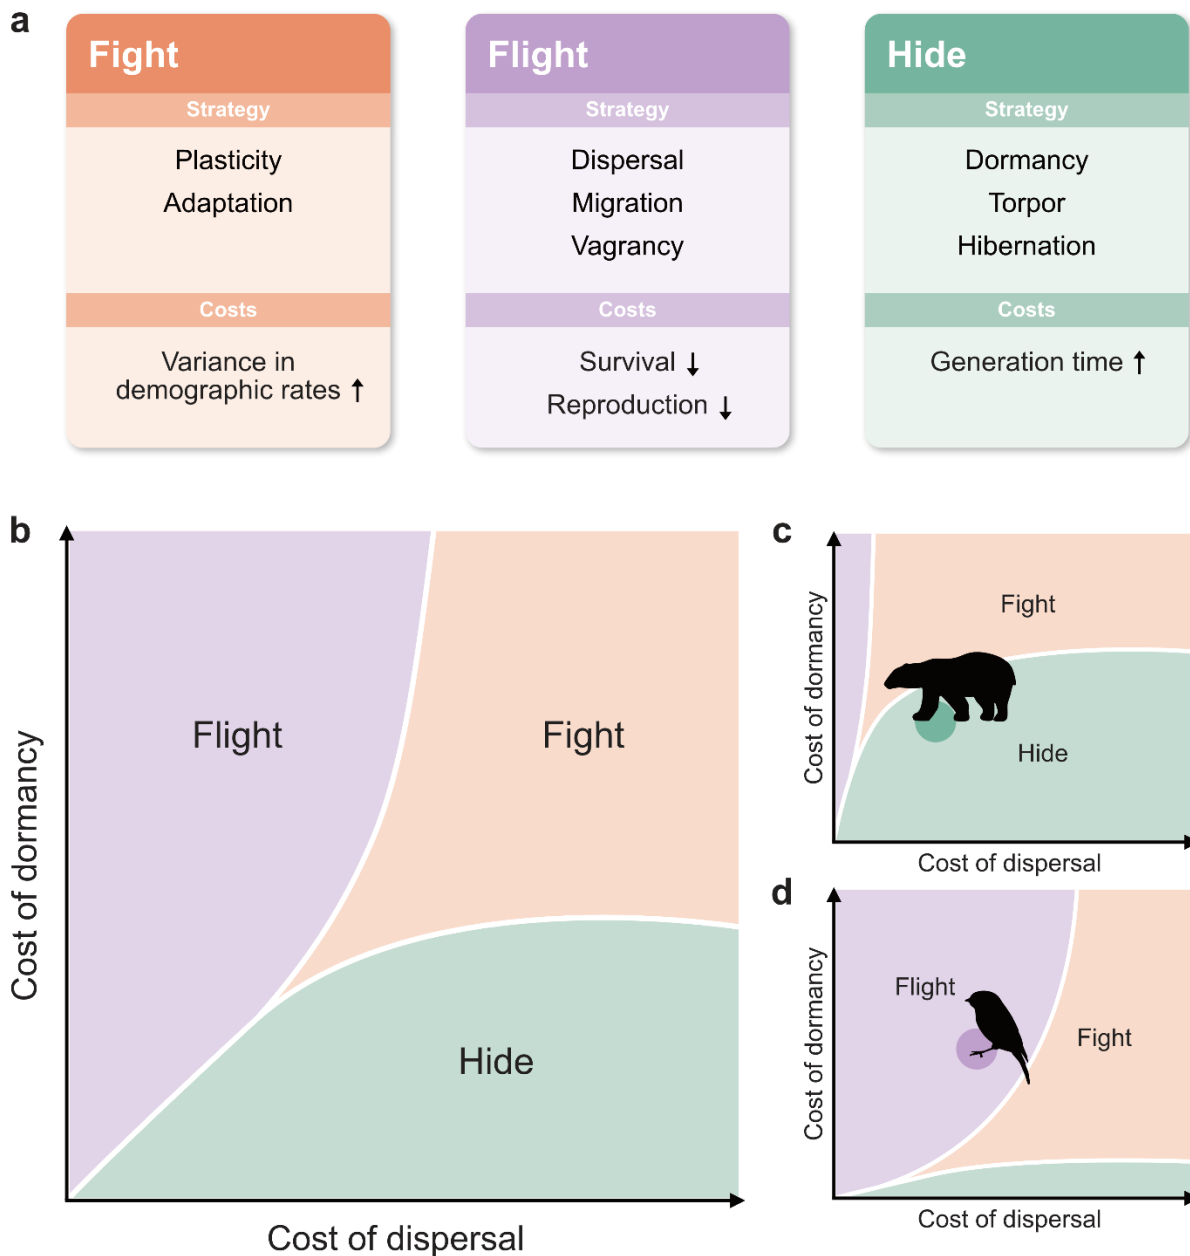 a
Fight
Strategy
Plasticity
Adaptation
Costs
Variance in
demographic rates ↑
Flight
Strategy
Dispersal
Migration
Vagrancy
Costs
Survival ↓
Reproduction ↓
Hide
Strategy
Dormancy
Torpor
Hibernation
Costs
Generation time ↑
b
Cost of dormancy
Flight
Fight
Hide
Cost of dispersal
c
Cost of dormancy
Fight
Hide
Cost of dispersal
d
Cost of dormancy
Flight
Fight
Cost of dispersal